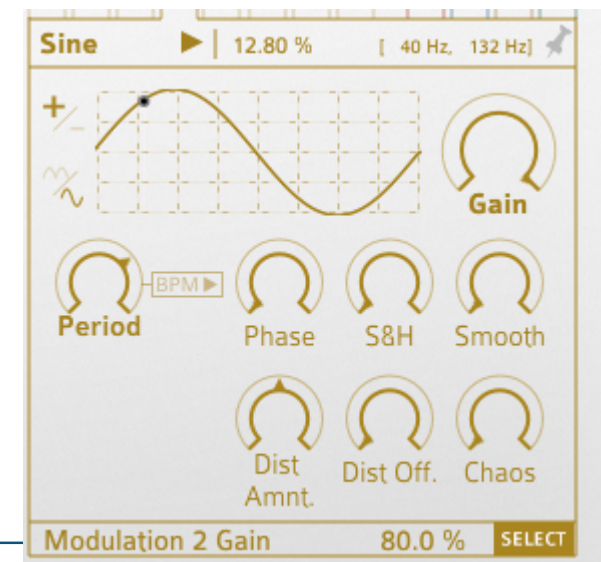 Sine 12.80 % [ 40 Hz, 132 Hz]
+/-
Gain
BPM
Period
Phase S&H Smooth
Dist Amnt. Dist Off. Chaos
Modulation 2 Gain 80.0 % SELECT